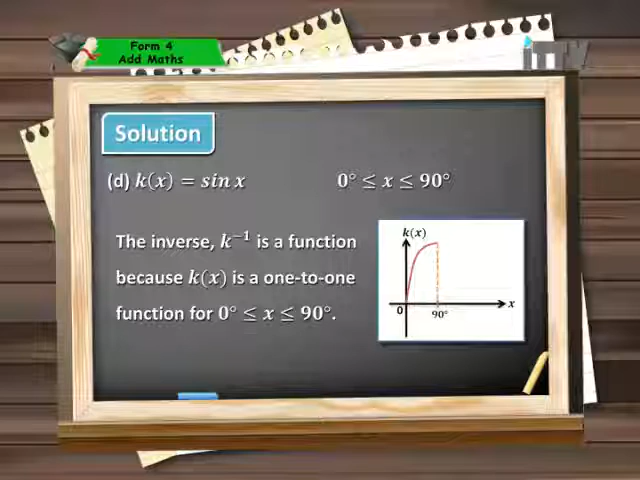 Form 4
Add Maths
iTTV
Solution
(d) k(x) = sin x 0° ≤ x ≤ 90°
The inverse, k⁻¹ is a function
because k(x) is a one-to-one
function for 0° ≤ x ≤ 90°.
k(x)
x
0
90°